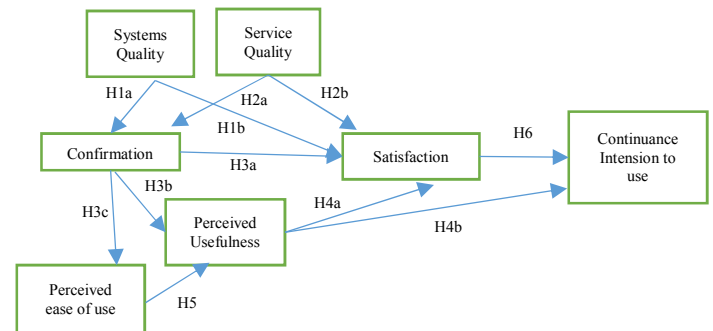 Systems
Quality
Service
Quality
H1a
H2a
H2b
H1b
H6
Confirmation
H3a
Satisfaction
Continuance
Intension to
use
H3b
H3c
H4a
Perceived
Usefulness
H4b
Perceived
ease of use
H5